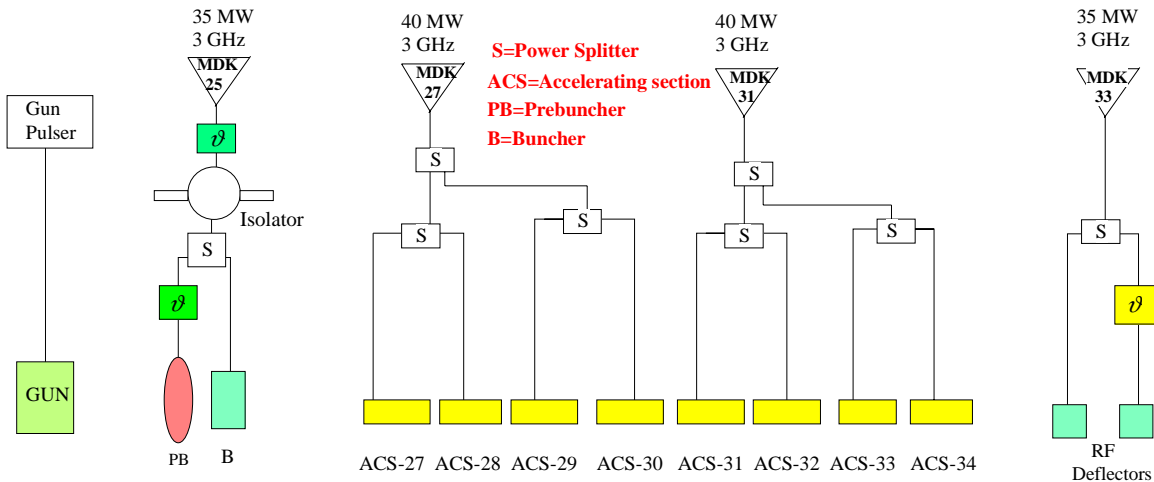 35 MW
3 GHz
MDK
25
40 MW
3 GHz
MDK
27
S=Power Splitter
ACS=Accelerating section
PB=Prebuncher
B=Buncher
40 MW
3 GHz
MDK
31
35 MW
3 GHz
MDK
33
Gun
Pulser
ϑ
Isolator
S
S
S
S
S
S
S
S
ϑ
ϑ
GUN
PB
B
ACS-27
ACS-28
ACS-29
ACS-30
ACS-31
ACS-32
ACS-33
ACS-34
RF
Deflectors